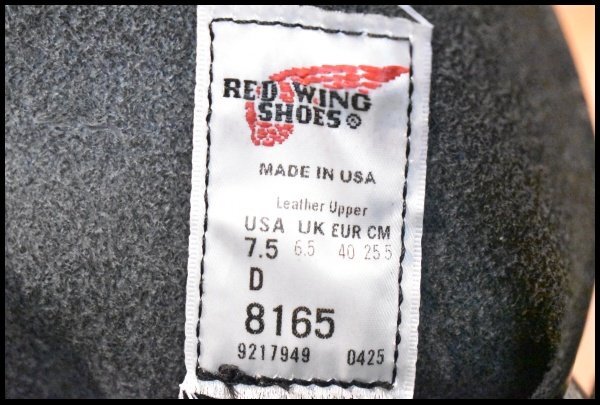 RED WING
SHOES®
MADE IN USA
Leather Upper
USA UK EUR CM
7.5 6.5 40 25.5
D
8165
9217949 0425